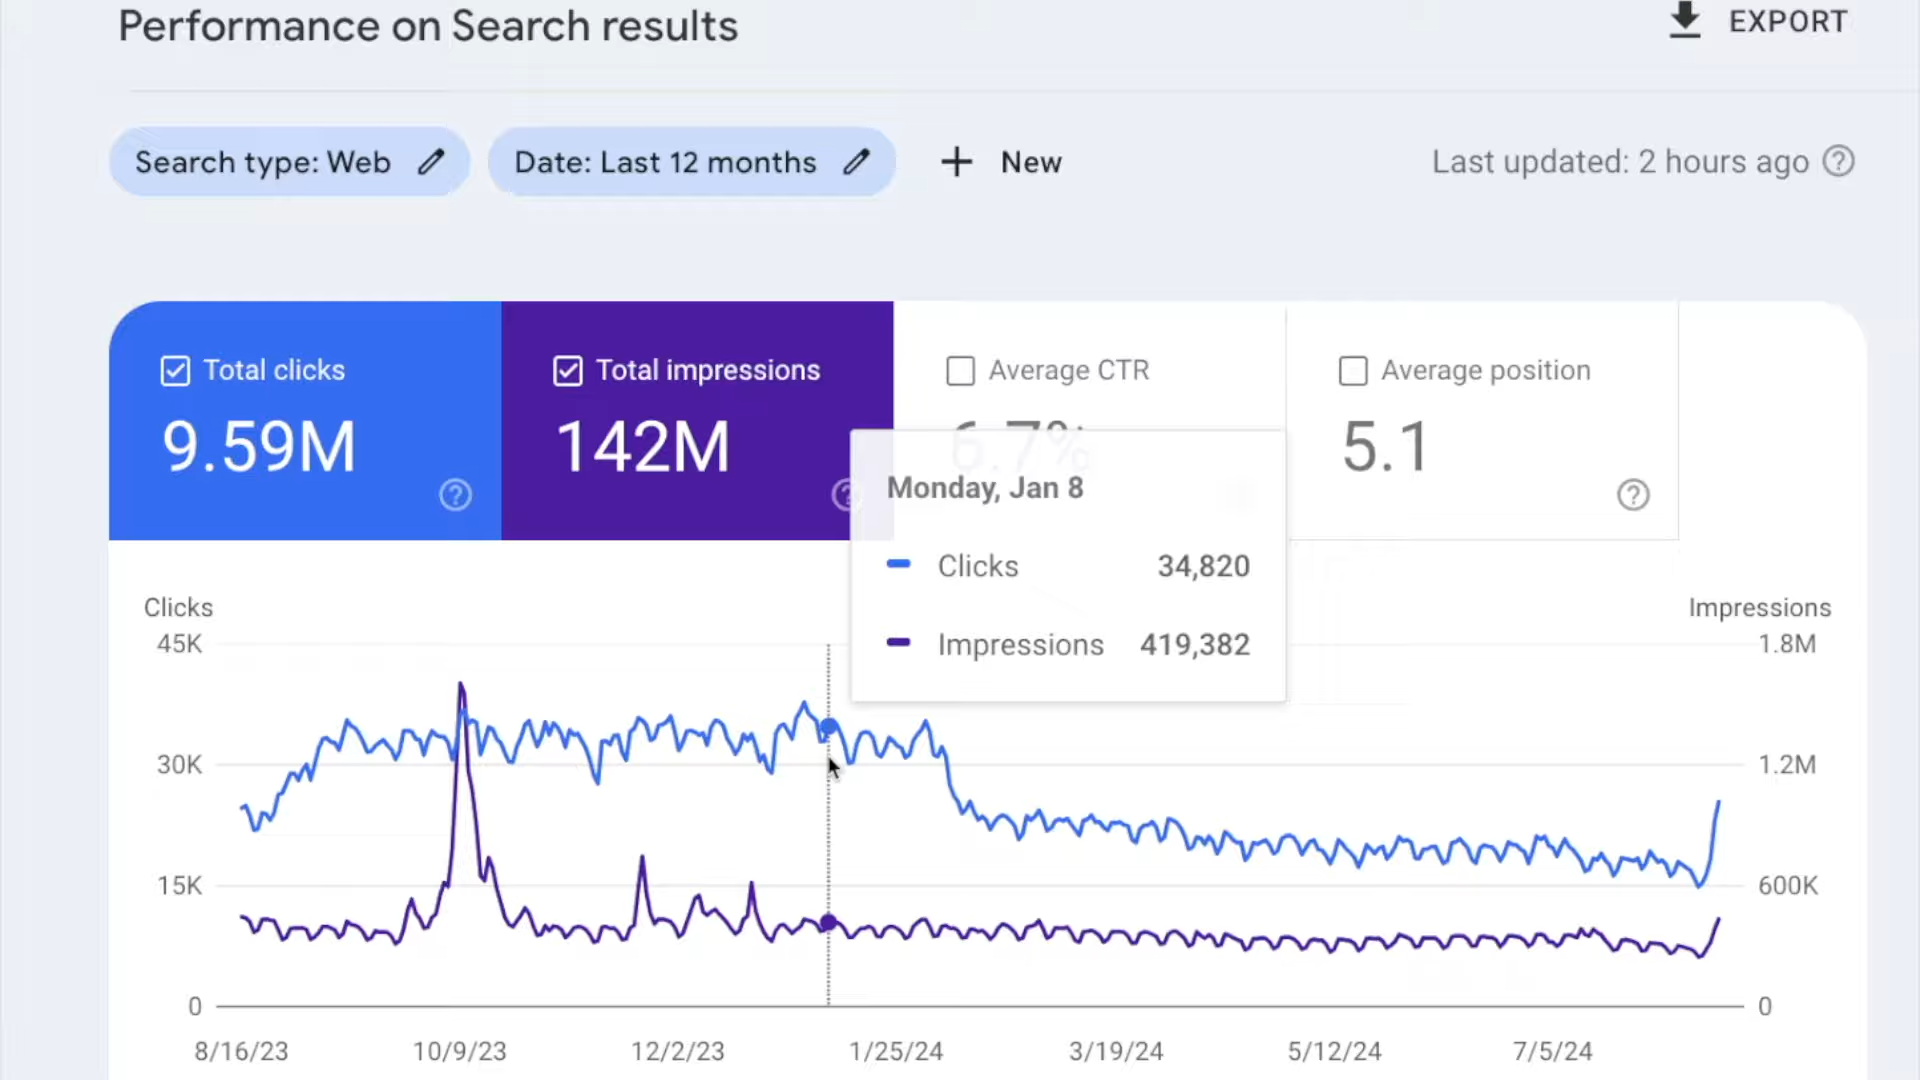 Performance on Search results
EXPORT
Search type: Web
Date: Last 12 months
New
Last updated: 2 hours ago
Total clicks
9.59M
Total impressions
142M
Average CTR
6.7%
Average position
5.1
Monday, Jan 8
Clicks 34,820
Impressions 419,382
Clicks
45K
30K
15K
0
Impressions
1.8M
1.2M
600K
0
8/16/23 10/9/23 12/2/23 1/25/24 3/19/24 5/12/24 7/5/24